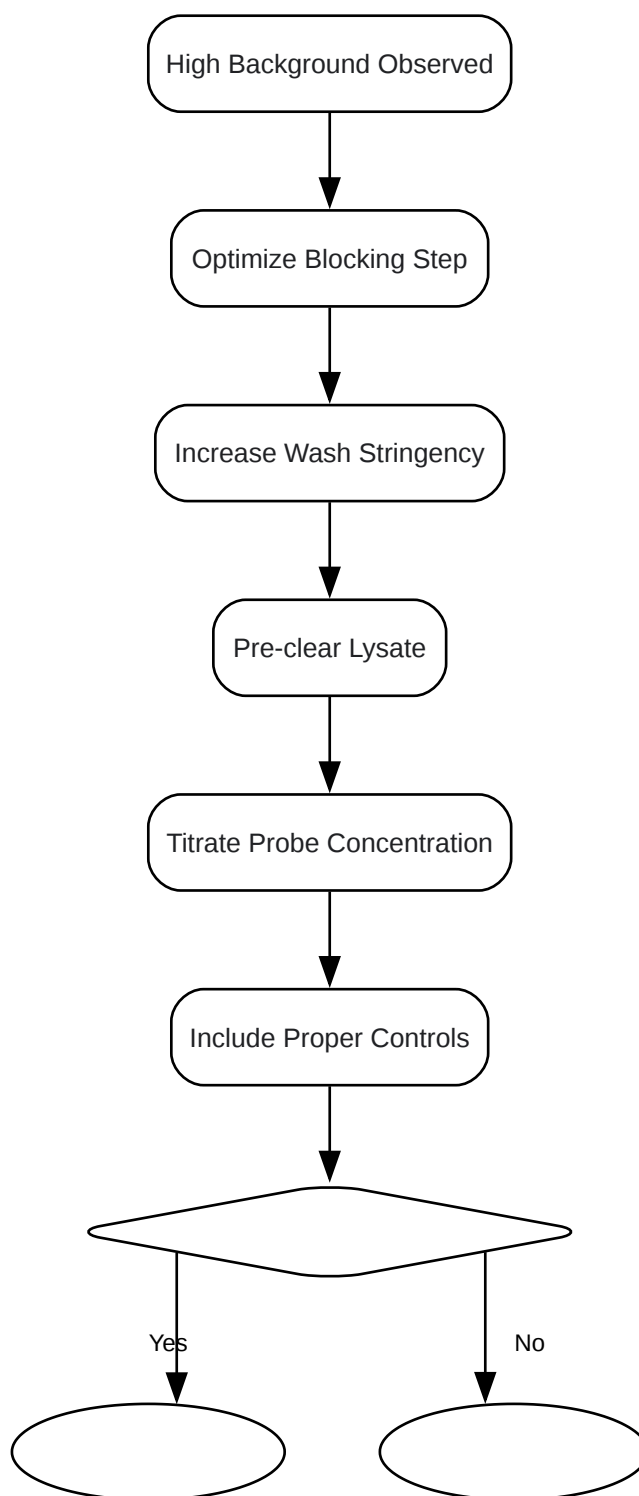 High Background Observed
Optimize Blocking Step
Increase Wash Stringency
Pre-clear Lysate
Titrate Probe Concentration
Include Proper Controls
Yes
No